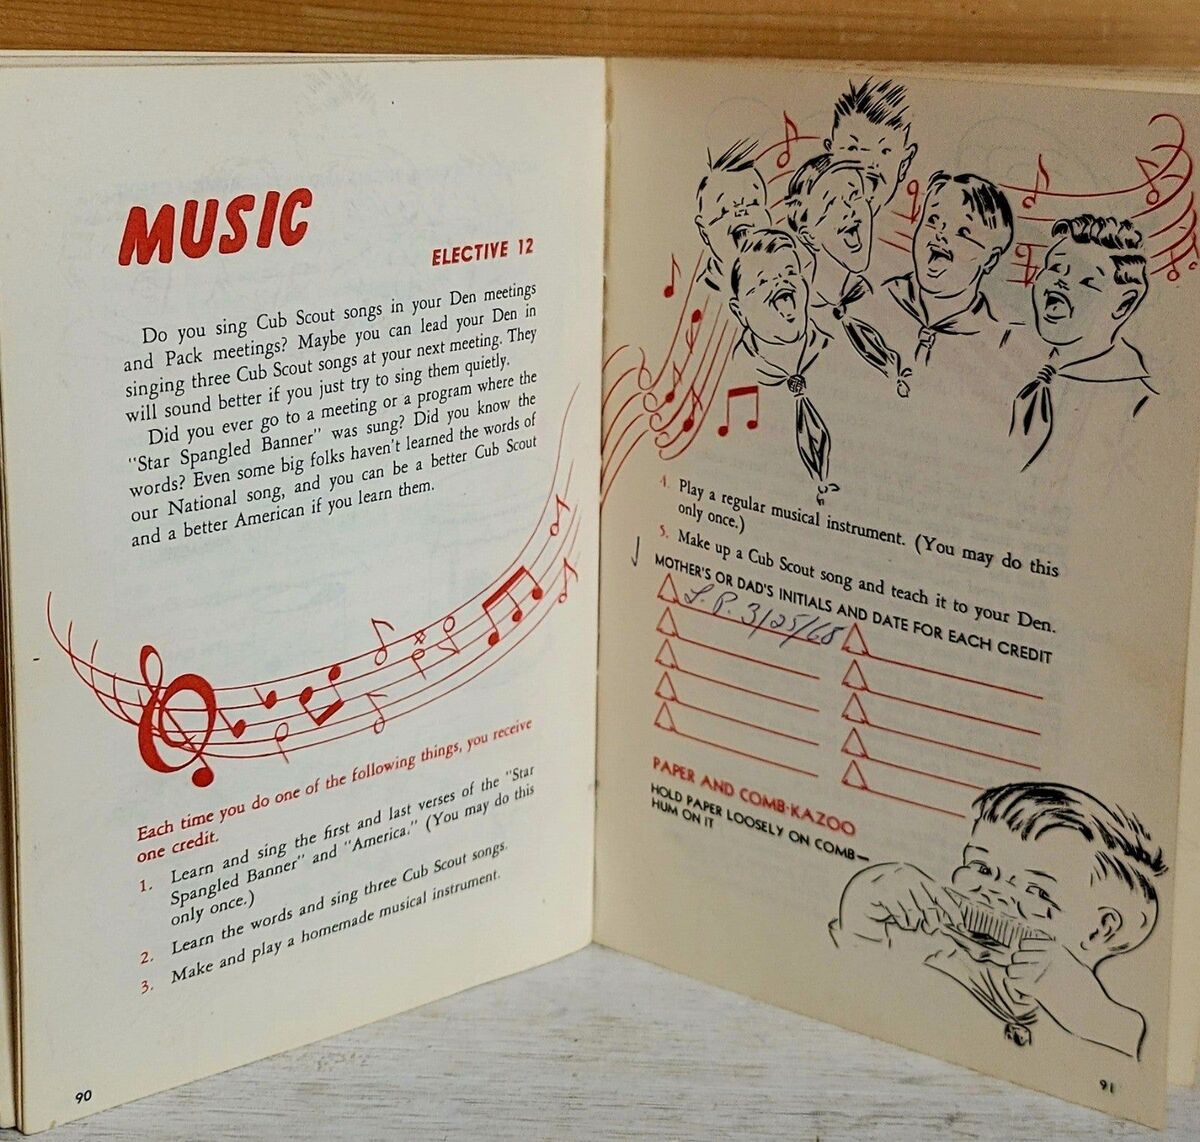 MUSIC
ELECTIVE 12
Do you sing Cub Scout songs in your Den meetings
and Pack meetings? Maybe you can lead your Den in
singing three Cub Scout songs at your next meeting. They
will sound better if you just try to sing them quietly.
Did you ever go to a meeting or a program where the
"Star Spangled Banner" was sung? Did you know the
words? Even some big folks haven't learned the words of
our National song, and you can be a better Cub Scout
and a better American if you learn them.
Each time you do one of the following things, you receive
one credit.
1. Learn and sing the first and last verses of the "Star
Spangled Banner" and "America." (You may do this
only once.)
2. Learn the words and sing three Cub Scout songs.
3. Make and play a homemade musical instrument.
90
4. Play a regular musical instrument. (You may do this
only once.)
5. Make up a Cub Scout song and teach it to your Den.
MOTHER'S OR DAD'S INITIALS AND DATE FOR EACH CREDIT
L.P. 3/25/68
PAPER AND COMB-KAZOO
HOLD PAPER LOOSELY ON COMB—
HUM ON IT
91